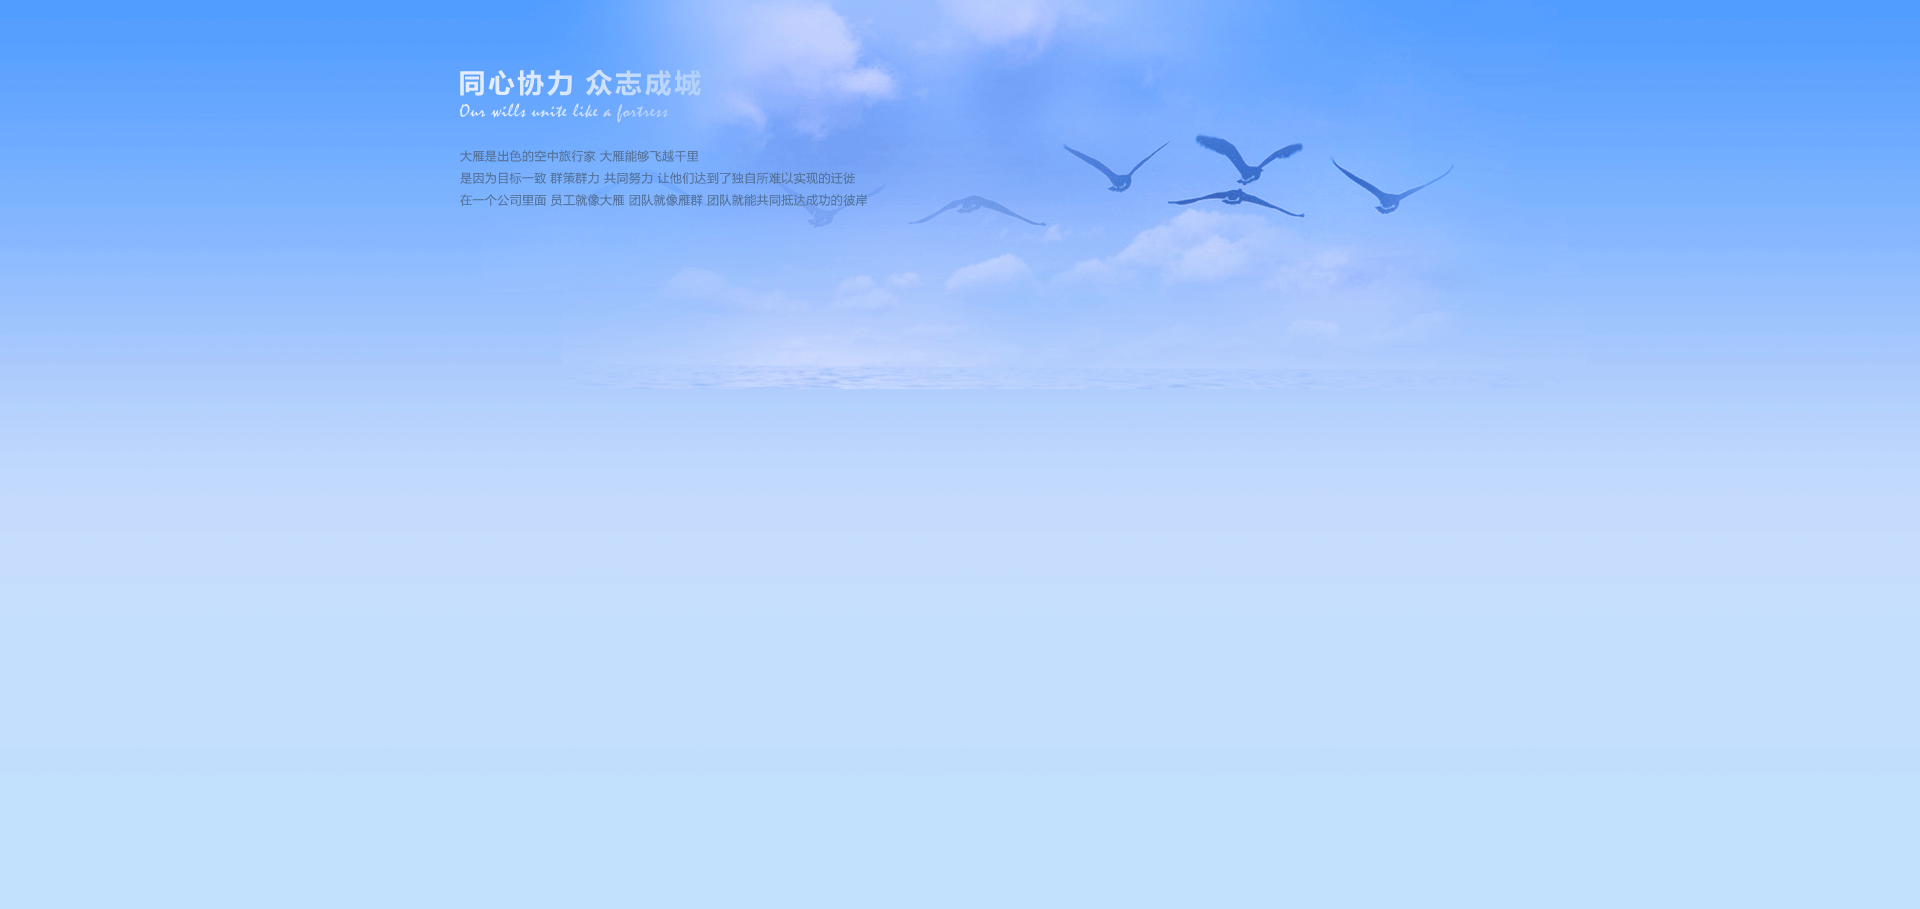 同心协力 众志成城
Our wills unite like a fortress
大雁是出色的空中旅行家 大雁能够飞越千里
是因为目标一致 群策群力 共同努力 让他们达到了独自所难以实现的迁徙
在一个公司里面 员工就像大雁 团队就像雁群 团队就能共同抵达成功的彼岸